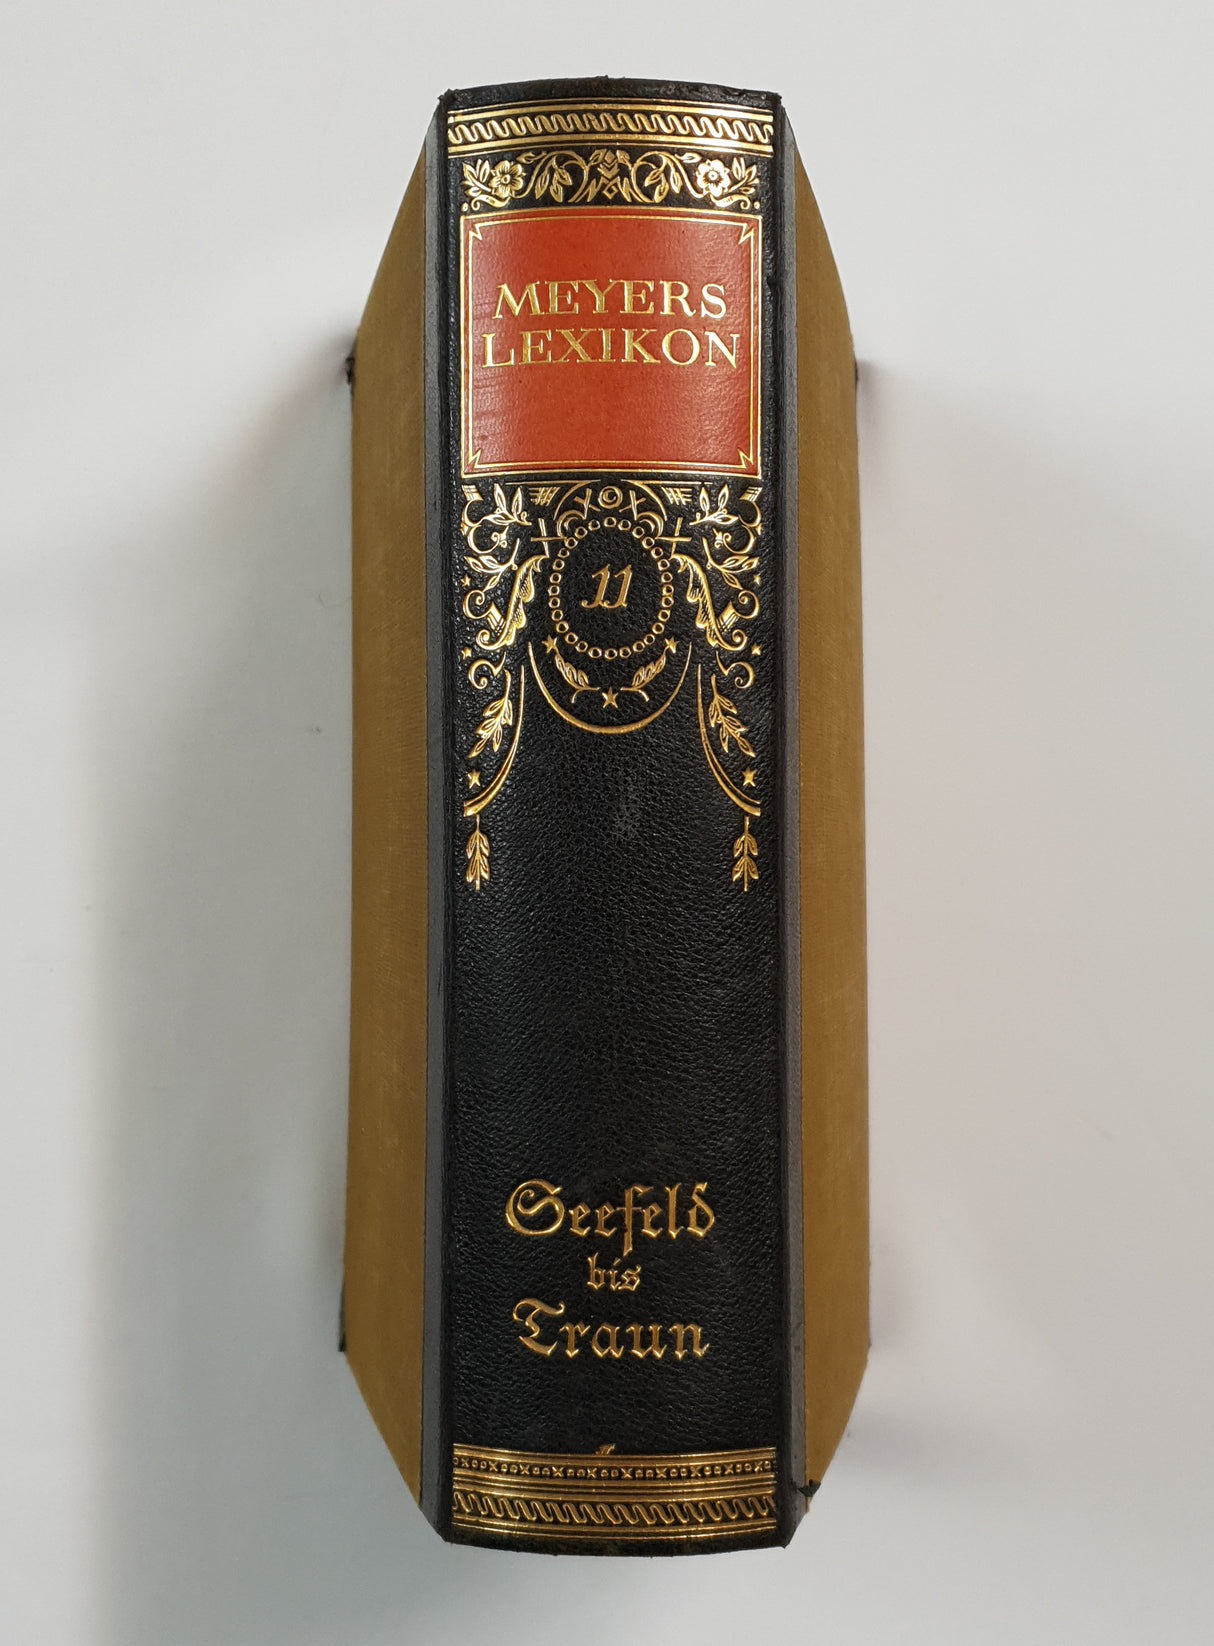 MEYERS
LEXIKON
11
Seefeld
bis
Traun